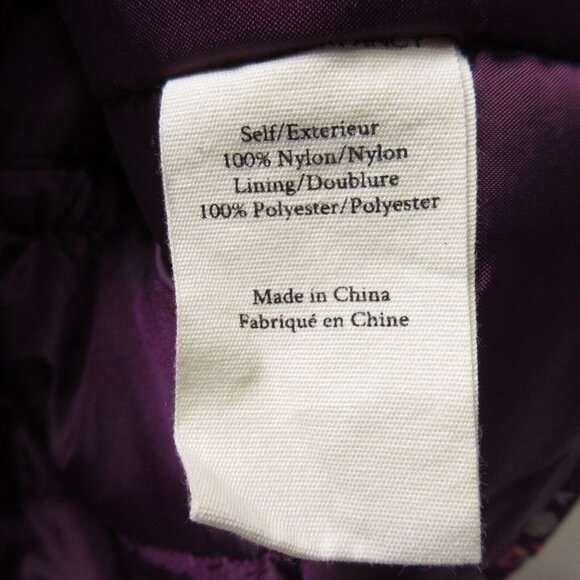 Self/Exterieur
100% Nylon/Nylon
Lining/Doublure
100% Polyester/Polyester
Made in China
Fabriqué en Chine